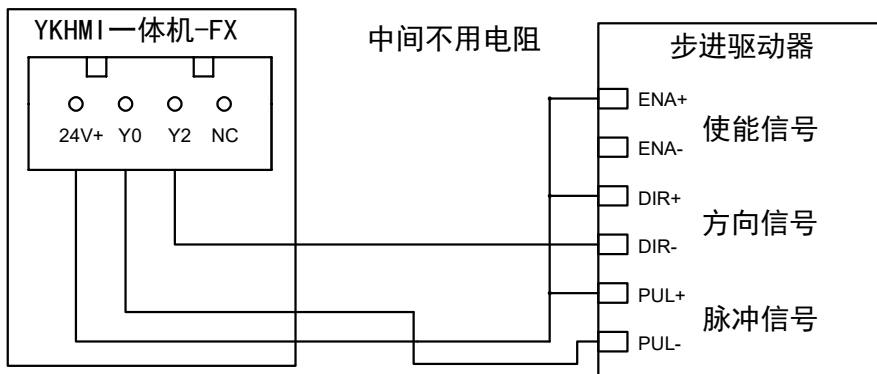 YKHMI一体机-FX
中间不用电阻
步进驱动器
24V+ Y0 Y2 NC
ENA+
使能信号
ENA-
DIR+
方向信号
DIR-
PUL+
脉冲信号
PUL-